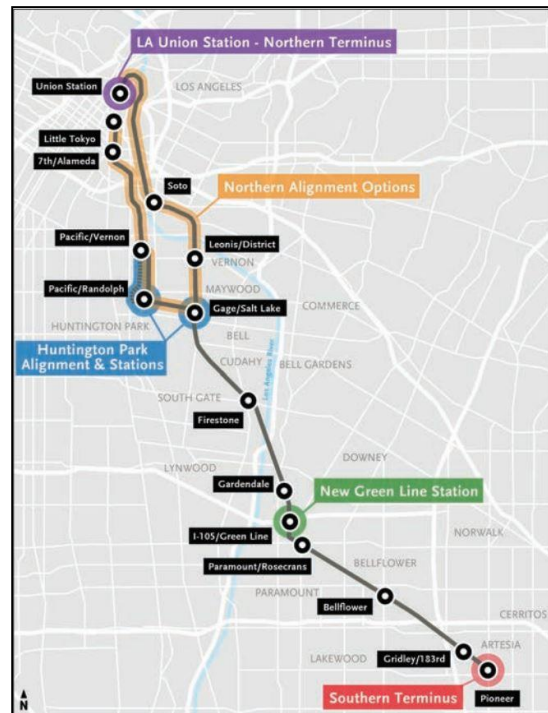 LA Union Station - Northern Terminus
Union Station
LOS ANGELES
Little Tokyo
7th/Alameda
Soto
Northern Alignment Options
Pacific/Vernon
Leonis/District
VERNON
Pacific/Randolph
MAYWOOD
Gage/Salt Lake
COMMERCE
HUNTINGTON PARK
BELL
Huntington Park
Alignment & Stations
CUDAHY
BELL GARDENS
Los Angeles River
SOUTH GATE
Firestone
LYNWOOD
DOWNEY
Gardendale
New Green Line Station
I-105/Green Line
NORWALK
Paramount/Rosecrans
BELLFLOWER
PARAMOUNT
Bellflower
CERRITOS
ARTESIA
LAKEWOOD
Gridley/183rd
Southern Terminus
Pioneer
N